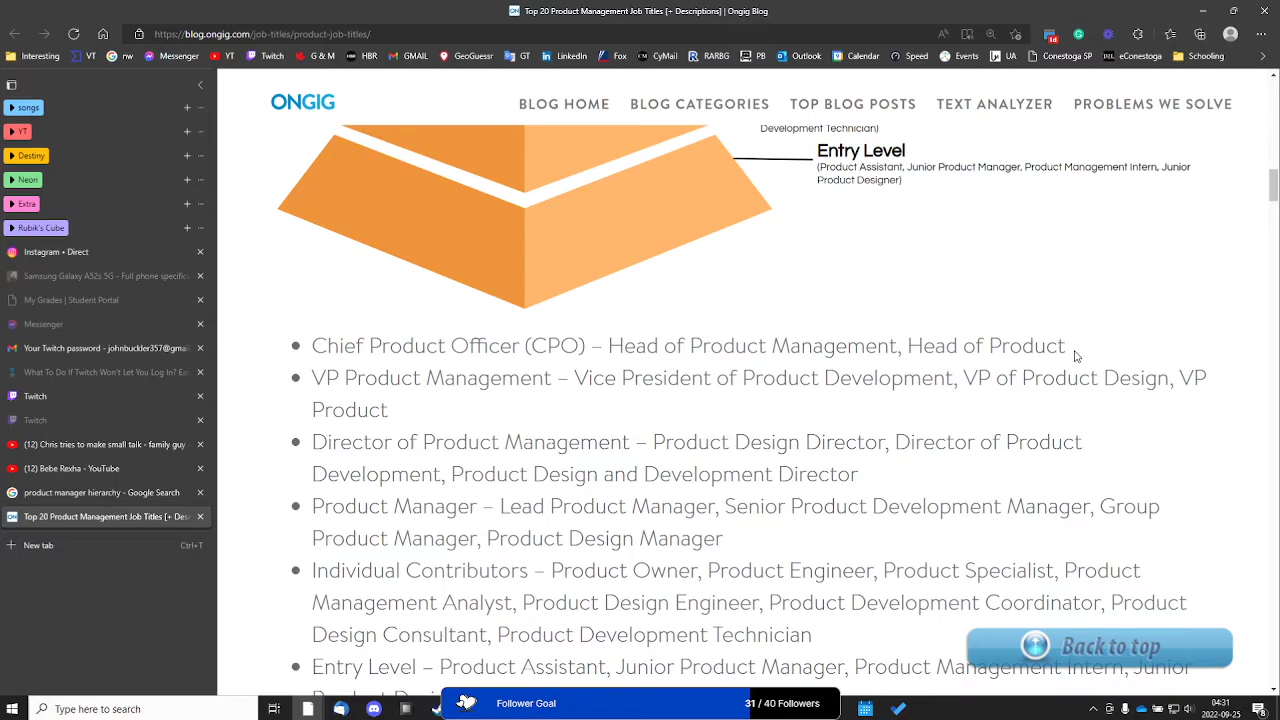 Top 20 Product Management Job Titles [+ Descriptions] | Ongig Blog
https://blog.ongig.com/job-titles/product-job-titles/
Interesting VT nw Messenger YT Twitch G & M HBR GMAIL GeoGuesser GT LinkedIn Fox CyMail RARBG PB Outlook Calendar Speed Events UA Conestoga SP eConestoga Schooling
songs
YT
Destiny
Neon
Extra
Rubik's Cube
Instagram • Direct
Samsung Galaxy A52s 5G - Full phone specific
My Grades | Student Portal
Messenger
Your Twitch password - johnbuckler357@gmai
What To Do If Twitch Won't Let You Log In? Eas
Twitch
Twitch
(12) Chris tries to make small talk - family guy
(12) Bebe Rexha - YouTube
product manager hierarchy - Google Search
Top 20 Product Management Job Titles [+ Des
New tab Ctrl+T
ONGIG
BLOG HOME BLOG CATEGORIES TOP BLOG POSTS TEXT ANALYZER PROBLEMS WE SOLVE
Development Technician)
Entry Level
(Product Assistant, Junior Product Manager, Product Management Intern, Junior
Product Designer)
• Chief Product Officer (CPO) – Head of Product Management, Head of Product
• VP Product Management – Vice President of Product Development, VP of Product Design, VP
Product
• Director of Product Management – Product Design Director, Director of Product
Development, Product Design and Development Director
• Product Manager – Lead Product Manager, Senior Product Development Manager, Group
Product Manager, Product Design Manager
• Individual Contributors – Product Owner, Product Engineer, Product Specialist, Product
Management Analyst, Product Design Engineer, Product Development Coordinator, Product
Design Consultant, Product Development Technician
• Entry Level – Product Assistant, Junior Product Manager, Product Management Intern, Junior
Back to top
Type here to search
Follower Goal 31 / 40 Followers
04:31
2022-09-25